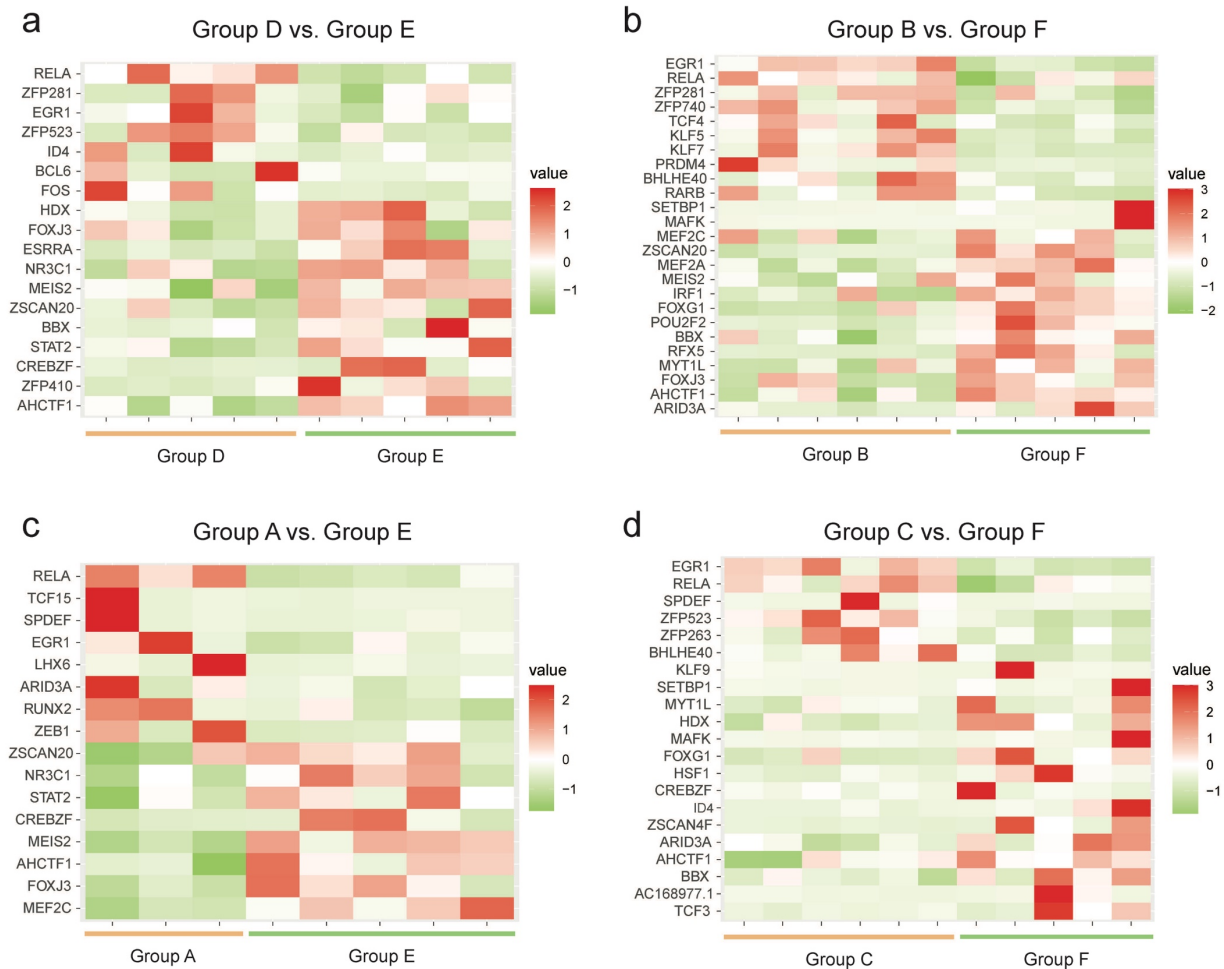 a
Group D vs. Group E
RELA
ZFP281
EGR1
ZFP523
ID4
BCL6
FOS
HDX
FOXJ3
ESRRA
NR3C1
MEIS2
ZSCAN20
BBX
STAT2
CREBZF
ZFP410
AHCTF1
value
2
1
0
−1
Group D
Group E
b
Group B vs. Group F
EGR1
RELA
ZFP281
ZFP740
TCF4
KLF5
KLF7
PRDM4
BHLHE40
RARB
SETBP1
MAFK
MEF2C
ZSCAN20
MEF2A
MEIS2
IRF1
FOXG1
POU2F2
BBX
RFX5
MYT1L
FOXJ3
AHCTF1
ARID3A
value
3
2
1
0
−1
−2
Group B
Group F
c
Group A vs. Group E
RELA
TCF15
SPDEF
EGR1
LHX6
ARID3A
RUNX2
ZEB1
ZSCAN20
NR3C1
STAT2
CREBZF
MEIS2
AHCTF1
FOXJ3
MEF2C
value
2
1
0
−1
Group A
Group E
d
Group C vs. Group F
EGR1
RELA
SPDEF
ZFP523
ZFP263
BHLHE40
KLF9
SETBP1
MYT1L
HDX
MAFK
FOXG1
HSF1
CREBZF
ID4
ZSCAN4F
ARID3A
AHCTF1
BBX
AC168977.1
TCF3
value
3
2
1
0
−1
Group C
Group F